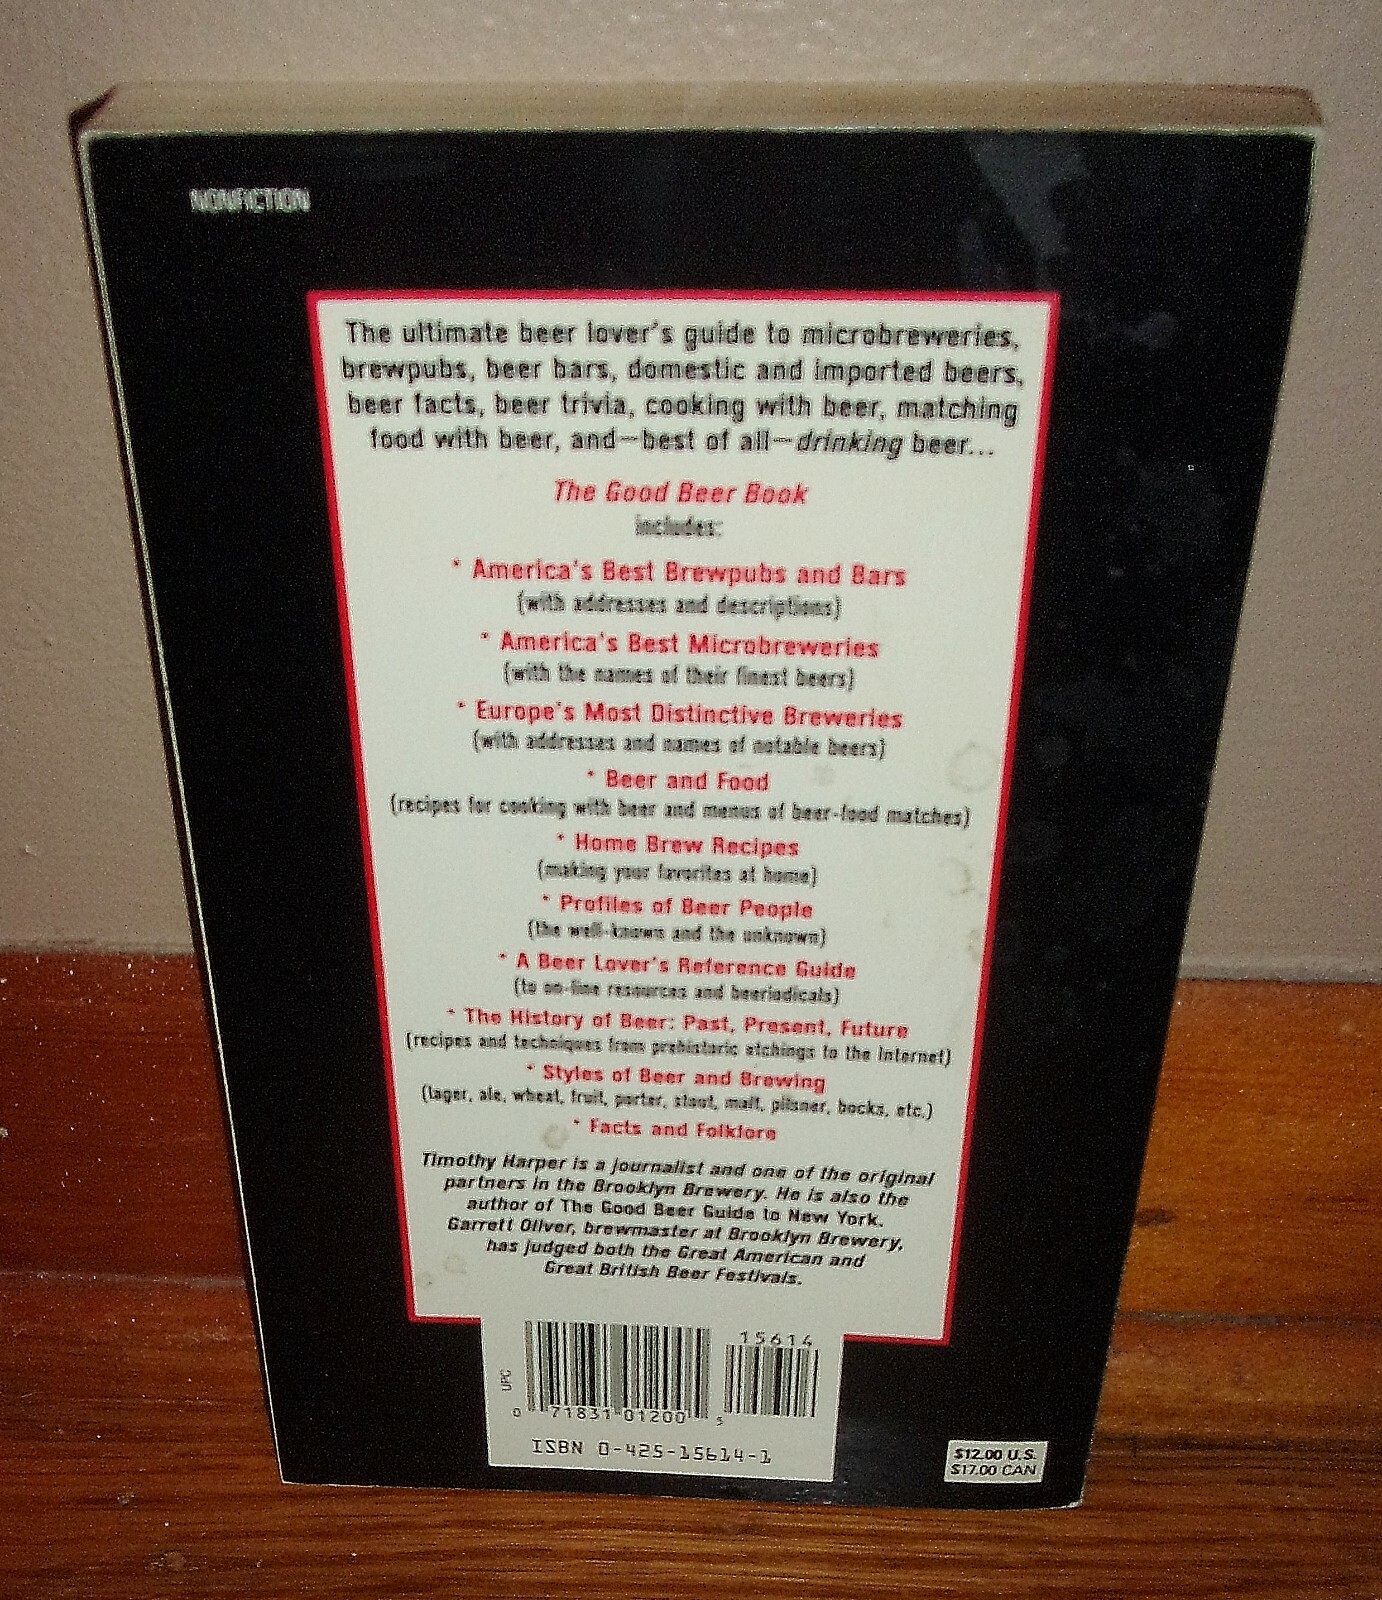 NONFICTION
The ultimate beer lover's guide to microbreweries,
brewpubs, beer bars, domestic and imported beers,
beer facts, beer trivia, cooking with beer, matching
food with beer, and—best of all—drinking beer...
The Good Beer Book
includes:
* America's Best Brewpubs and Bars
(with addresses and descriptions)
* America's Best Microbreweries
(with the names of their finest beers)
* Europe's Most Distinctive Breweries
(with addresses and names of notable beers)
* Beer and Food
(recipes for cooking with beer and menus of beer-food matches)
* Home Brew Recipes
(making your favorites at home)
* Profiles of Beer People
(the well-known and the unknown)
* A Beer Lover's Reference Guide
(to on-line resources and beeriodicals)
* The History of Beer: Past, Present, Future
(recipes and techniques from prehistoric etchings to the Internet)
* Styles of Beer and Brewing
(lager, ale, wheat, fruit, porter, stout, malt, pilsner, bocks, etc.)
* Facts and Folklore
Timothy Harper is a journalist and one of the original
partners in the Brooklyn Brewery. He is also the
author of The Good Beer Guide to New York.
Garrett Oliver, brewmaster at Brooklyn Brewery,
has judged both the Great American and
Great British Beer Festivals.
15614
UPC
0 71831 01200 5
ISBN 0-425-15614-1
$12.00 U.S.
$17.00 CAN